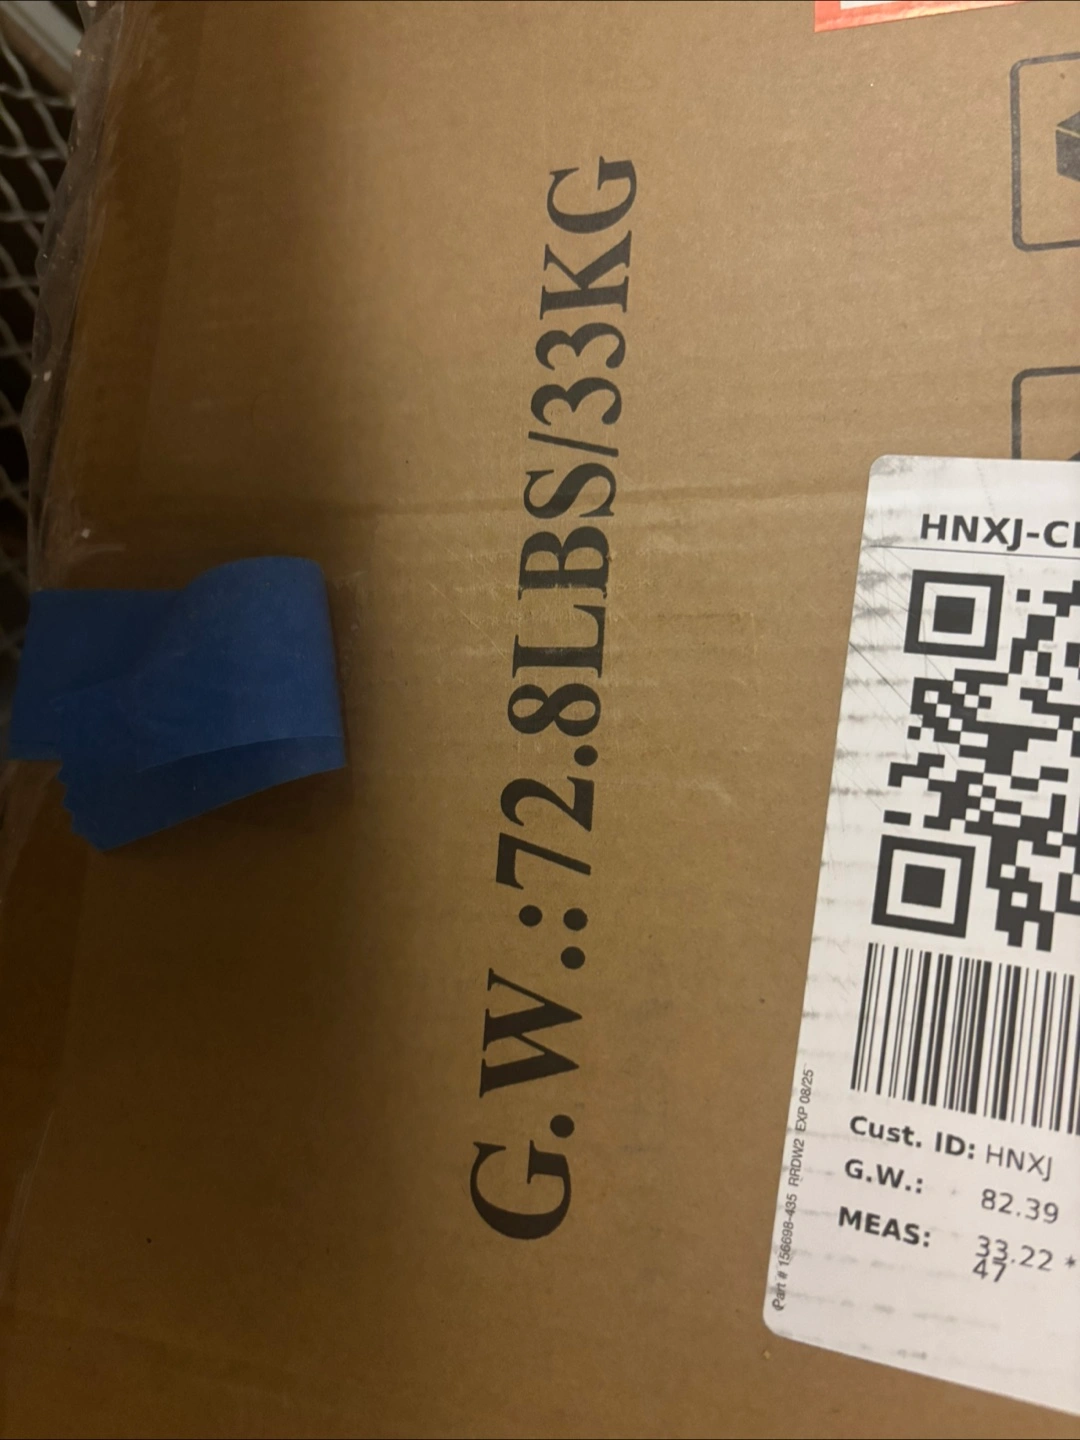 G.W.:72.8LBS/33KG
HNXJ-C
Cust. ID: HNXJ
G.W.: 82.39
MEAS: 33.22 *
47
Part # 156698-435 RRDW2 EXP 08/25